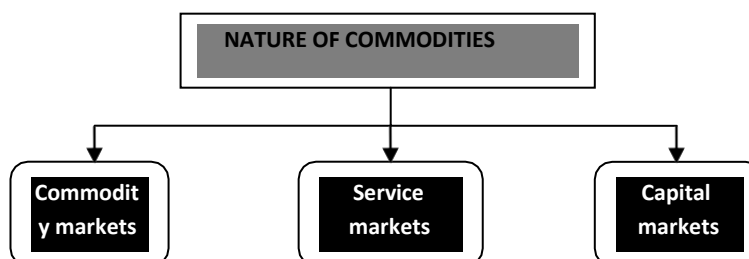 NATURE OF COMMODITIES
Commodit
y markets
Service
markets
Capital
markets